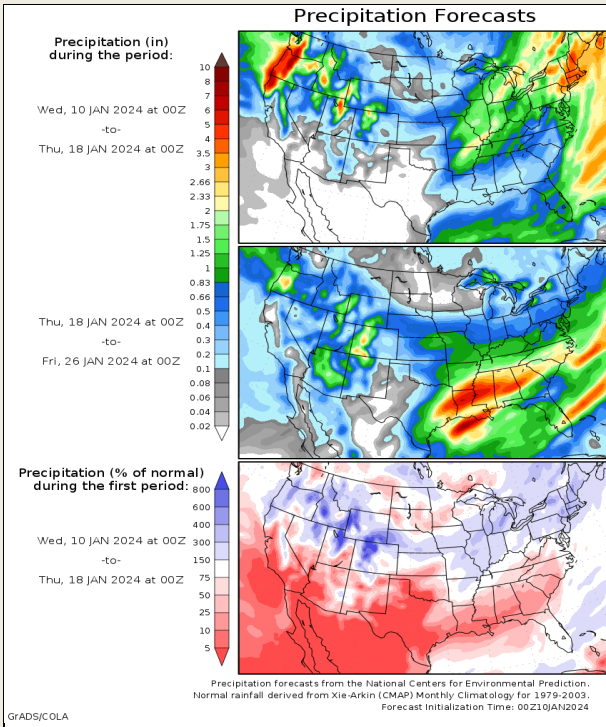 Precipitation Forecasts
Precipitation (in)
during the period:
Wed, 10 JAN 2024 at 00Z
-to-
Thu, 18 JAN 2024 at 00Z
10
8
7
6
5
4
3.5
3
2.66
2.33
2
1.75
1.5
1.25
1
0.83
0.66
0.5
0.4
0.3
0.2
0.1
0.08
0.06
0.04
0.02
Thu, 18 JAN 2024 at 00Z
-to-
Fri, 26 JAN 2024 at 00Z
Precipitation (% of normal)
during the first period:
Wed, 10 JAN 2024 at 00Z
-to-
Thu, 18 JAN 2024 at 00Z
800
600
400
300
150
75
50
25
10
5
Precipitation forecasts from the National Centers for Environmental Prediction.
Normal rainfall derived from Xie-Arkin (CMAP) Monthly Climatology for 1979-2003.
Forecast Initialization Time: 00Z10JAN2024
GrADS/COLA